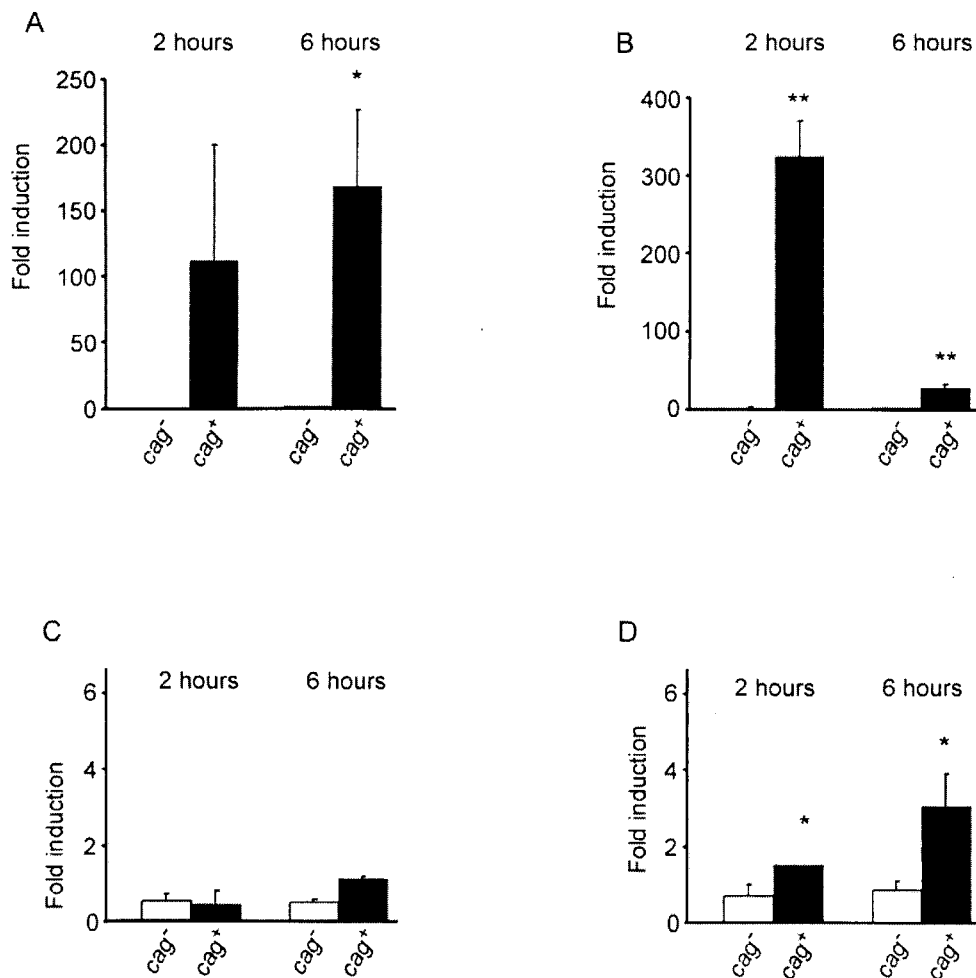 A
2 hours 6 hours
*
250
200
150
100
50
0
Fold induction
cag⁻ cag⁺ cag⁻ cag⁺
B
2 hours 6 hours
**
**
400
300
200
100
0
Fold induction
cag⁻ cag⁺ cag⁻ cag⁺
C
2 hours 6 hours
6
4
2
0
Fold induction
cag⁻ cag⁺ cag⁻ cag⁺
D
2 hours 6 hours
*
*
6
4
2
0
Fold induction
cag⁻ cag⁺ cag⁻ cag⁺